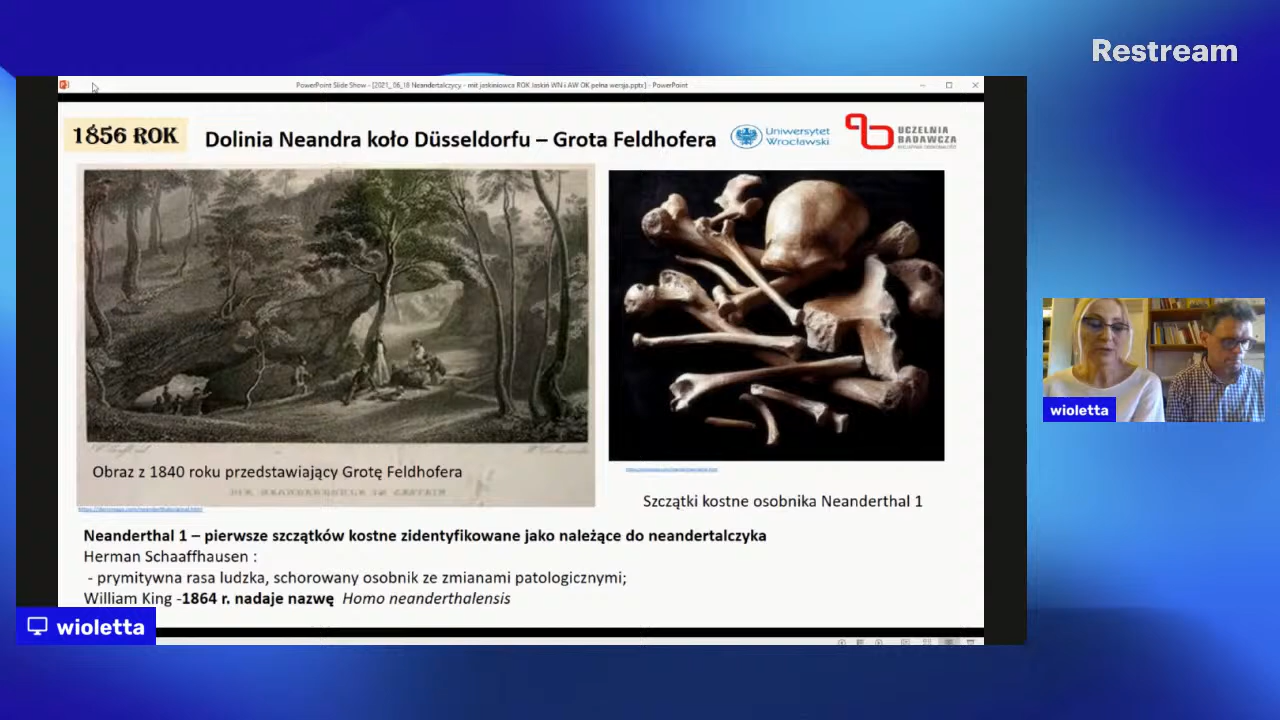 Restream
PowerPoint Slide Show - [2021_ 06_18 Neandertalczycy - mit jaskiniowca ROK Jaskiń WN i AW OK pełna wersja.pptx] - PowerPoint
1856 ROK
Dolinia Neandra koło Düsseldorfu – Grota Feldhofera
Uniwersytet
Wrocławski
UCZELNIA
BADAWCZA
Obraz z 1840 roku przedstawiający Grotę Feldhofera
Szczątki kostne osobnika Neanderthal 1
Neanderthal 1 – pierwsze szczątków kostne zidentyfikowane jako należące do neandertalczyka
Herman Schaaffhausen :
- prymitywna rasa ludzka, schorowany osobnik ze zmianami patologicznymi;
William King -1864 r. nadaje nazwę Homo neanderthalensis
wioletta
wioletta